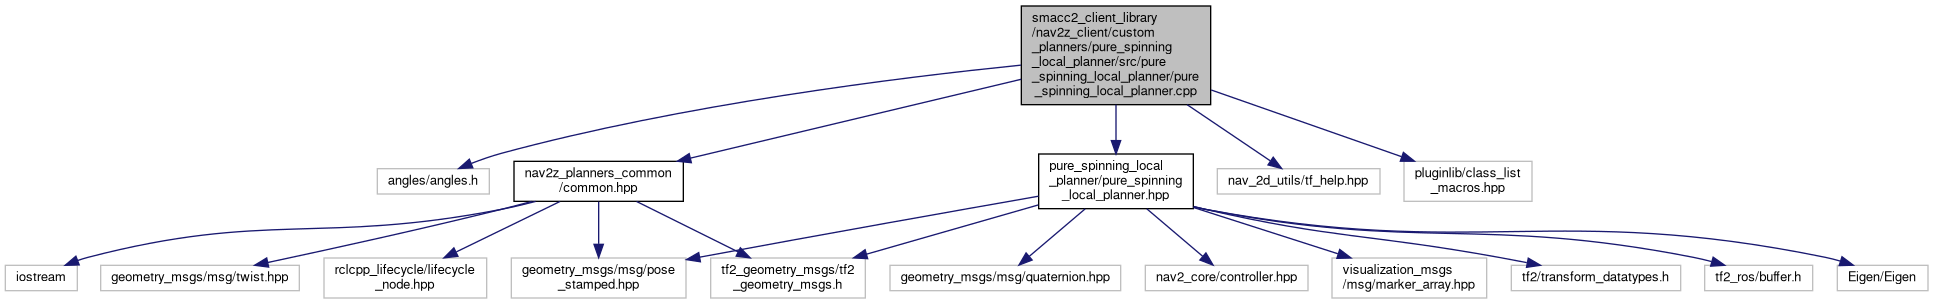 smacc2_client_library
/nav2z_client/custom
_planners/pure_spinning
_local_planner/src/pure
_spinning_local_planner/pure
_spinning_local_planner.cpp
angles/angles.h
nav2z_planners_common
/common.hpp
pure_spinning_local
_planner/pure_spinning
_local_planner.hpp
nav_2d_utils/tf_help.hpp
pluginlib/class_list
_macros.hpp
iostream
geometry_msgs/msg/twist.hpp
rclcpp_lifecycle/lifecycle
_node.hpp
geometry_msgs/msg/pose
_stamped.hpp
tf2_geometry_msgs/tf2
_geometry_msgs.h
geometry_msgs/msg/quaternion.hpp
nav2_core/controller.hpp
visualization_msgs
/msg/marker_array.hpp
tf2/transform_datatypes.h
tf2_ros/buffer.h
Eigen/Eigen